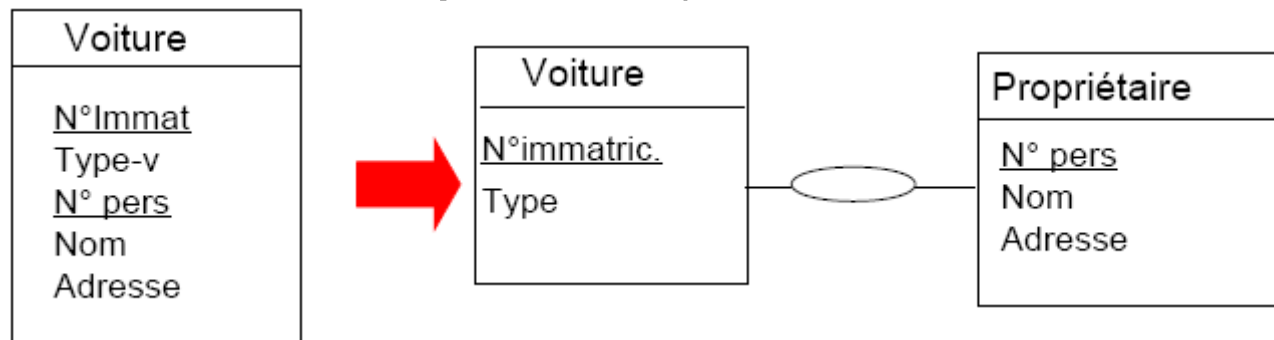 Voiture
N°Immat
Type-v
N° pers
Nom
Adresse
Voiture
N°immatric.
Type
Propriétaire
N° pers
Nom
Adresse